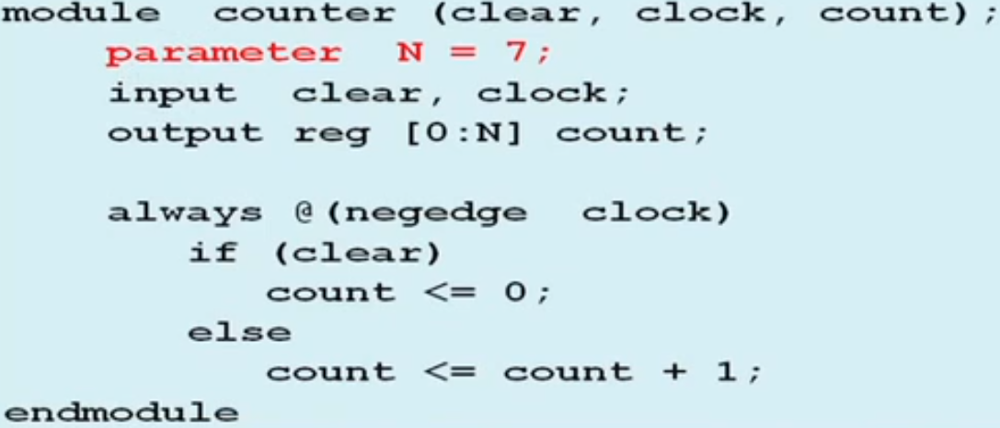 module counter (clear, clock, count);
parameter N = 7;
input clear, clock;
output reg [0:N] count;
always @(negedge clock)
if (clear)
count <= 0;
else
count <= count + 1;
endmodule